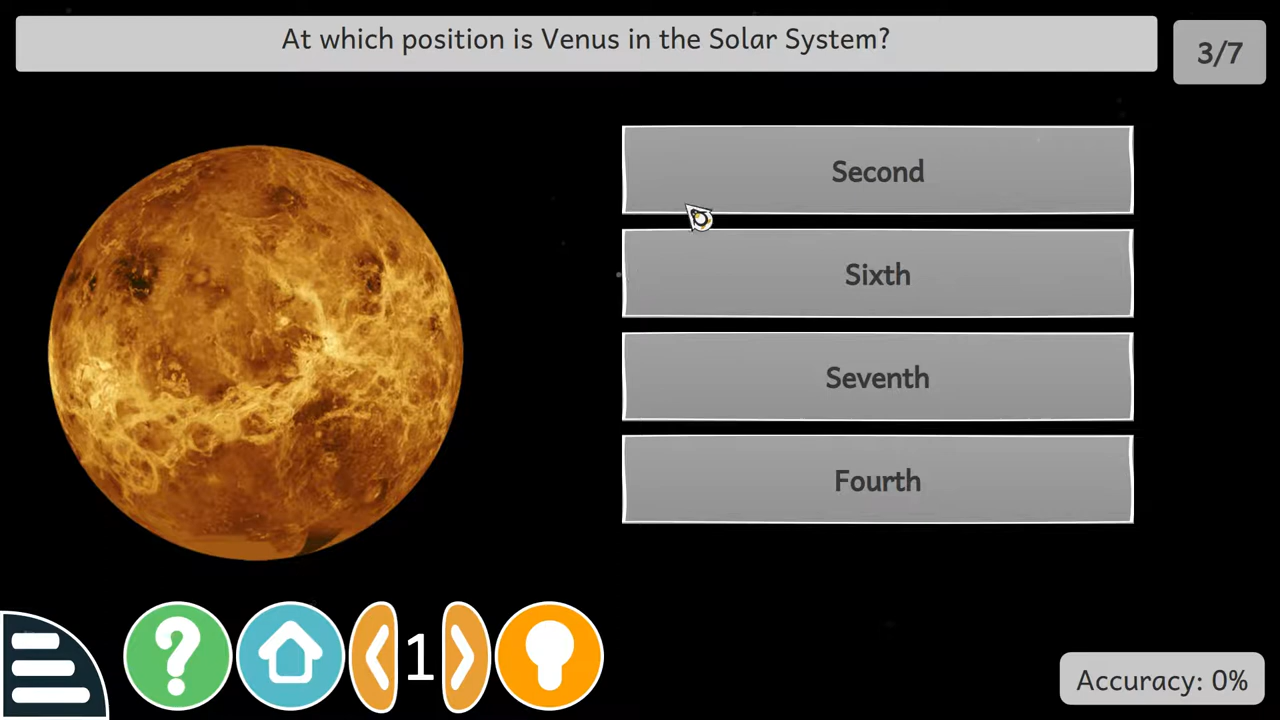 At which position is Venus in the Solar System?
3/7
Second
Sixth
Seventh
Fourth
?
1
Accuracy: 0%